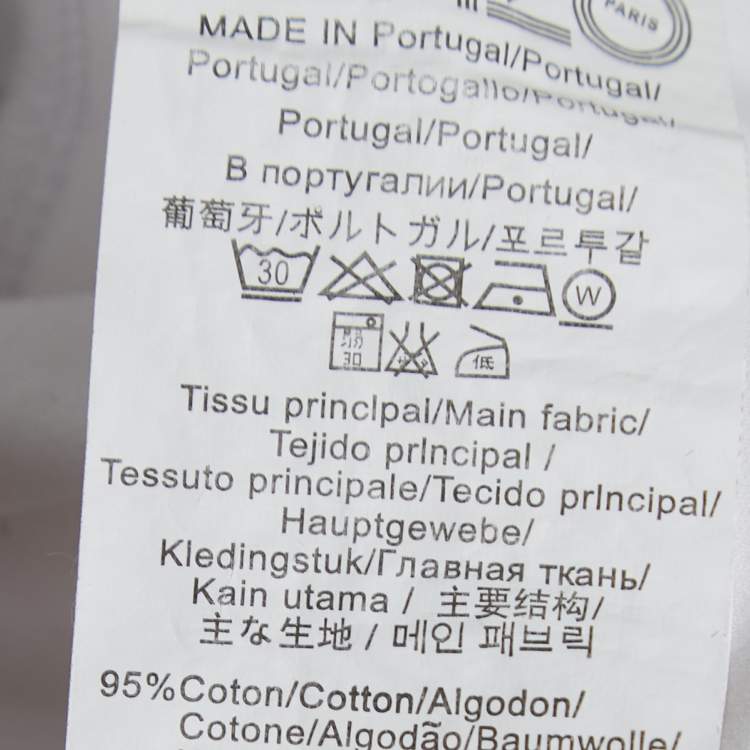 PARIS
MADE IN Portugal/Portugal/
Portugal/Portogallo/Portugal/
Portugal/Portugal/
В португалии/Portugal/
葡萄牙/ポルトガル/포르투갈
30 W
弱 30 低
Tissu principal/Main fabric/
Tejido principal /
Tessuto principale/Tecido principal/
Hauptgewebe/
Kledingstuk/Главная ткань/
Kain utama / 主要结构/
主な生地 / 메인 패브릭
95%Coton/Cotton/Algodon/
Cotone/Algodão/Baumwolle/